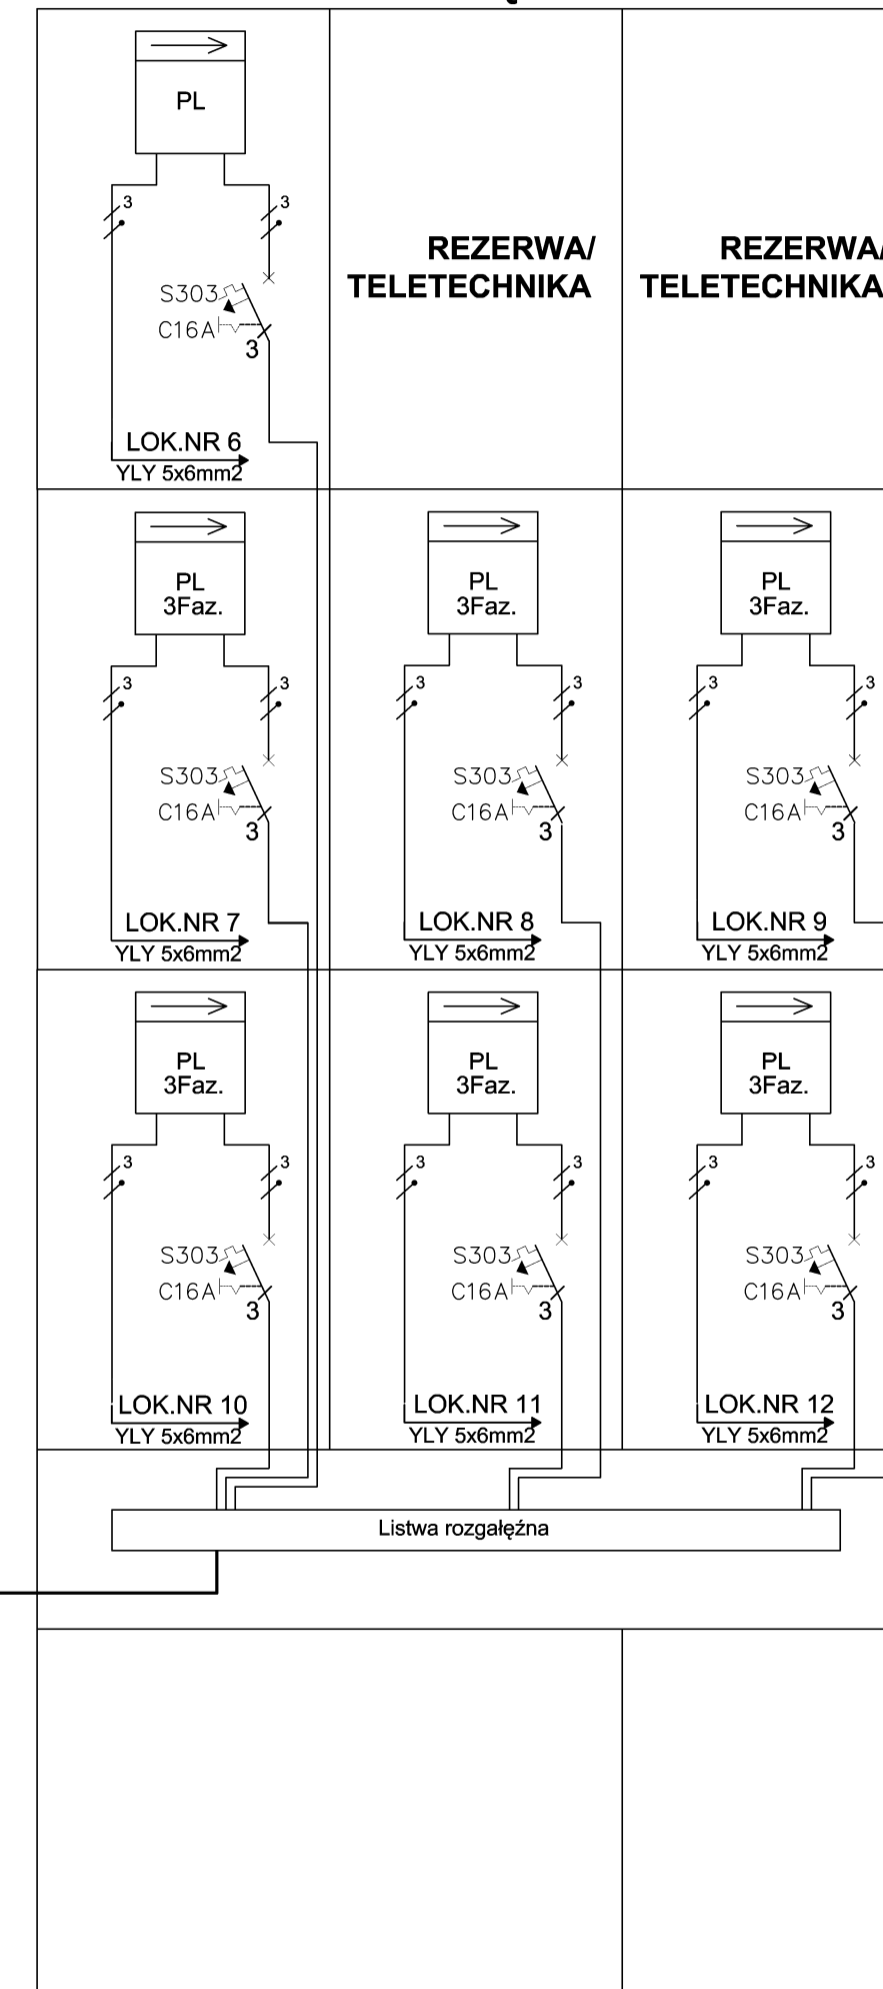 PL
3
3
S303
C16A
3
LOK.NR 6
YLY 5x6mm2
REZERWA/
TELETECHNIKA
REZERWA/
TELETECHNIKA
PL
3Faz.
3
3
S303
C16A
3
LOK.NR 7
YLY 5x6mm2
PL
3Faz.
3
3
S303
C16A
3
LOK.NR 8
YLY 5x6mm2
PL
3Faz.
3
3
S303
C16A
3
LOK.NR 9
YLY 5x6mm2
PL
3Faz.
3
3
S303
C16A
3
LOK.NR 10
YLY 5x6mm2
PL
3Faz.
3
3
S303
C16A
3
LOK.NR 11
YLY 5x6mm2
PL
3Faz.
3
3
S303
C16A
3
LOK.NR 12
YLY 5x6mm2
Listwa rozgałęźna